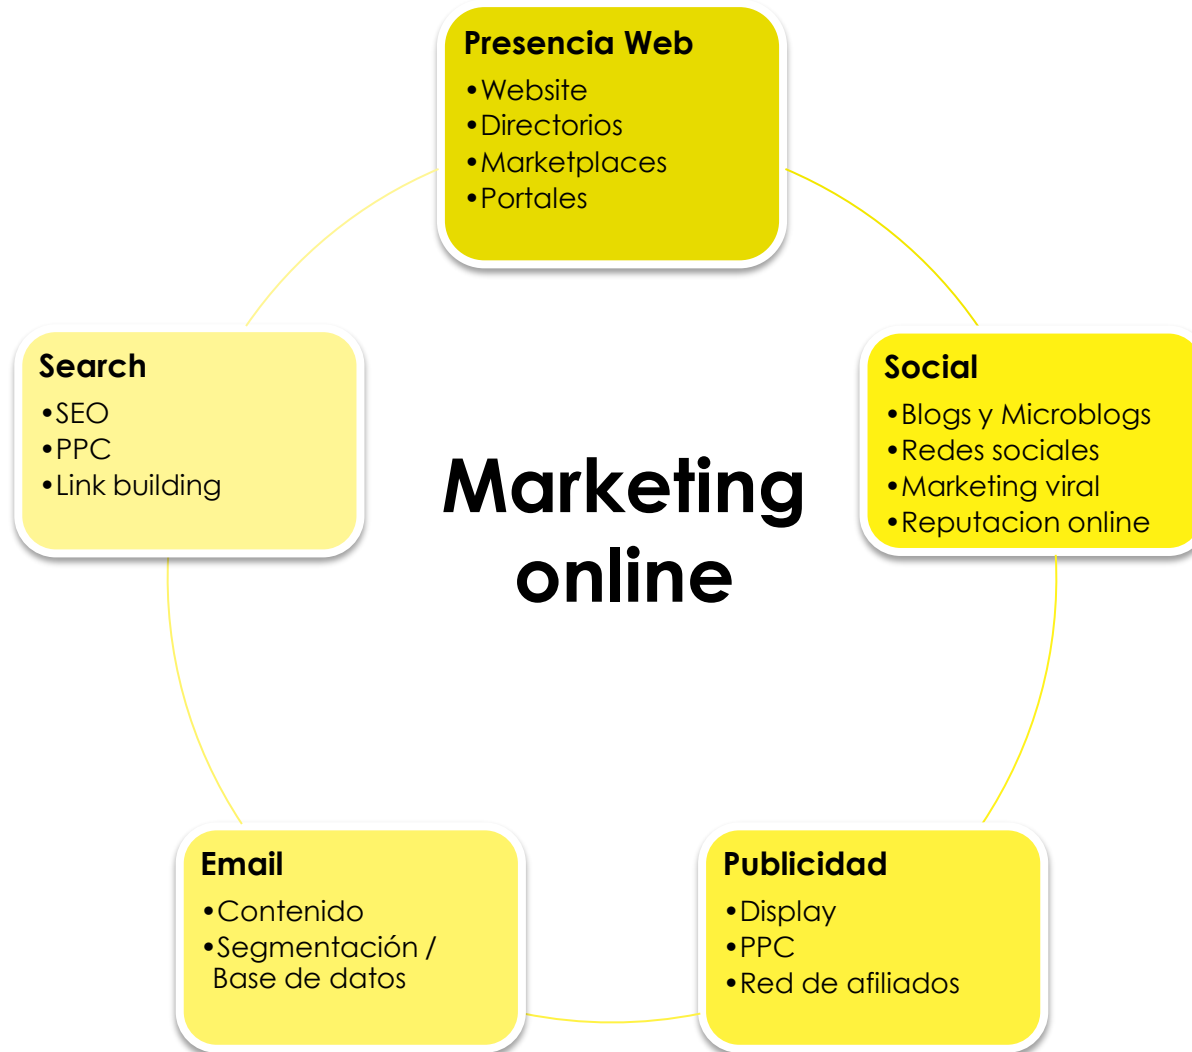 Presencia Web
•Website
•Directorios
•Marketplaces
•Portales
Social
•Blogs y Microblogs
•Redes sociales
•Marketing viral
•Reputacion online
Publicidad
•Display
•PPC
•Red de afiliados
Email
•Contenido
•Segmentación /
Base de datos
Search
•SEO
•PPC
•Link building
Marketing
online